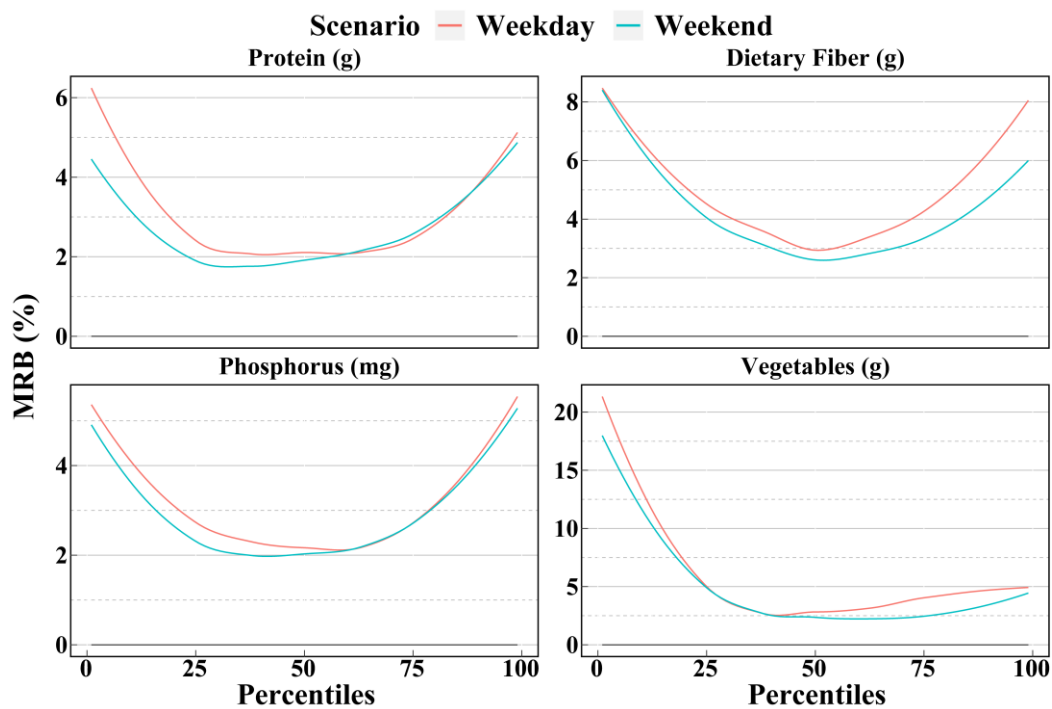 Scenario Weekday Weekend
Protein (g) Dietary Fiber (g)
6
4
2
0
8
6
4
2
0
MRB (%)
Phosphorus (mg) Vegetables (g)
4
2
0
20
15
10
5
0
0 25 50 75 100 0 25 50 75 100
Percentiles Percentiles